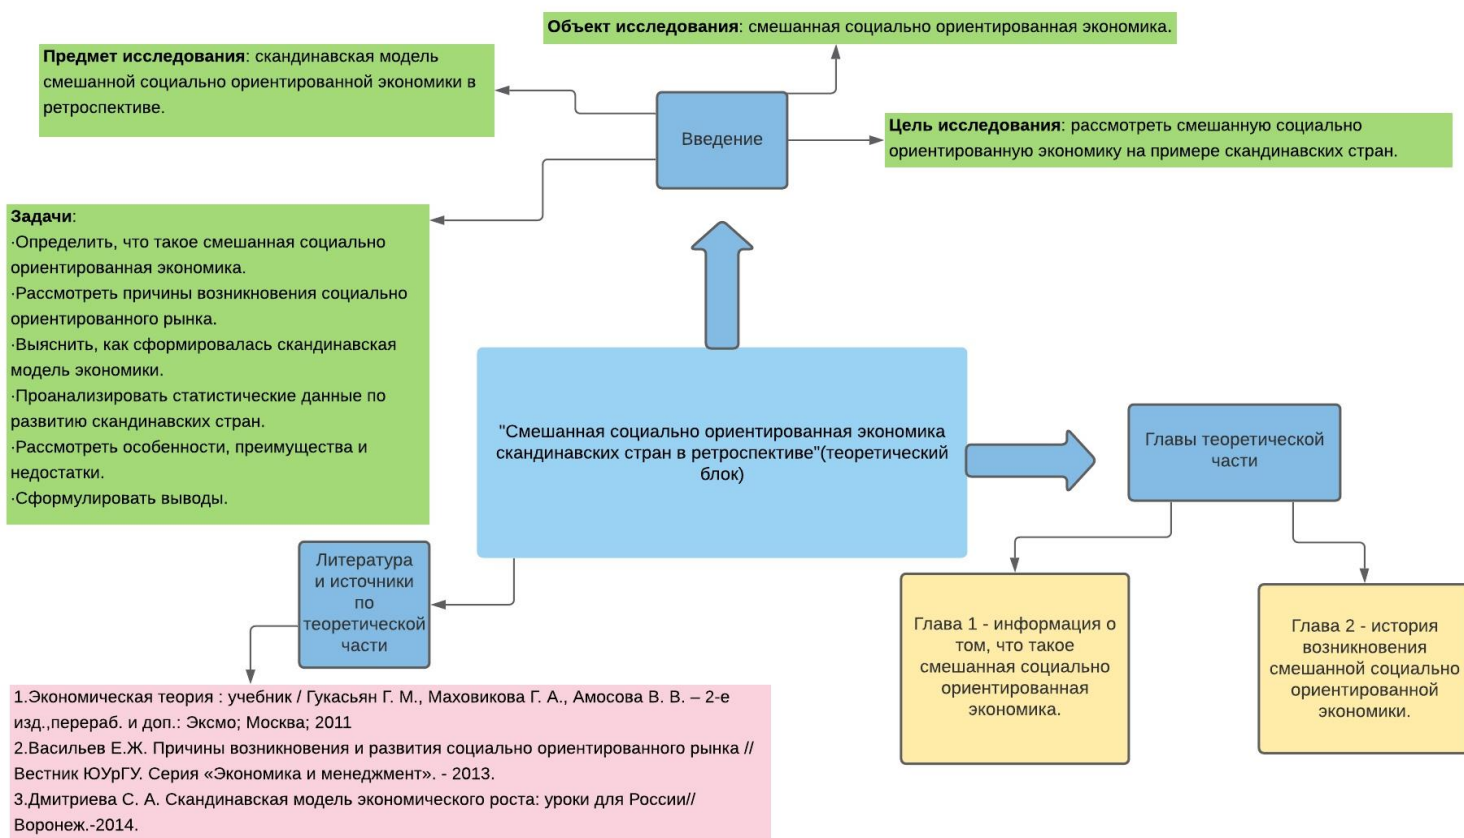 Объект исследования: смешанная социально ориентированная экономика.
Предмет исследования: скандинавская модель
смешанной социально ориентированной экономики в
ретроспективе.
Введение
Цель исследования: рассмотреть смешанную социально
ориентированную экономику на примере скандинавских стран.
Задачи:
·Определить, что такое смешанная социально
ориентированная экономика.
·Рассмотреть причины возникновения социально
ориентированного рынка.
·Выяснить, как сформировалась скандинавская
модель экономики.
·Проанализировать статистические данные по
развитию скандинавских стран.
·Рассмотреть особенности, преимущества и
недостатки.
·Сформулировать выводы.
"Смешанная социально ориентированная экономика
скандинавских стран в ретроспективе"(теоретический
блок)
Главы теоретической
части
Литература
и источники
по
теоретической
части
Глава 1 - информация о
том, что такое
смешанная социально
ориентированная
экономика.
Глава 2 - история
возникновения
смешанной социально
ориентированной
экономики.
1.Экономическая теория : учебник / Гукасьян Г. М., Маховикова Г. А., Амосова В. В. – 2-е
изд.,перераб. и доп.: Эксмо; Москва; 2011
2.Васильев Е.Ж. Причины возникновения и развития социально ориентированного рынка //
Вестник ЮУрГУ. Серия «Экономика и менеджмент». - 2013.
3.Дмитриева С. А. Скандинавская модель экономического роста: уроки для России//
Воронеж.-2014.